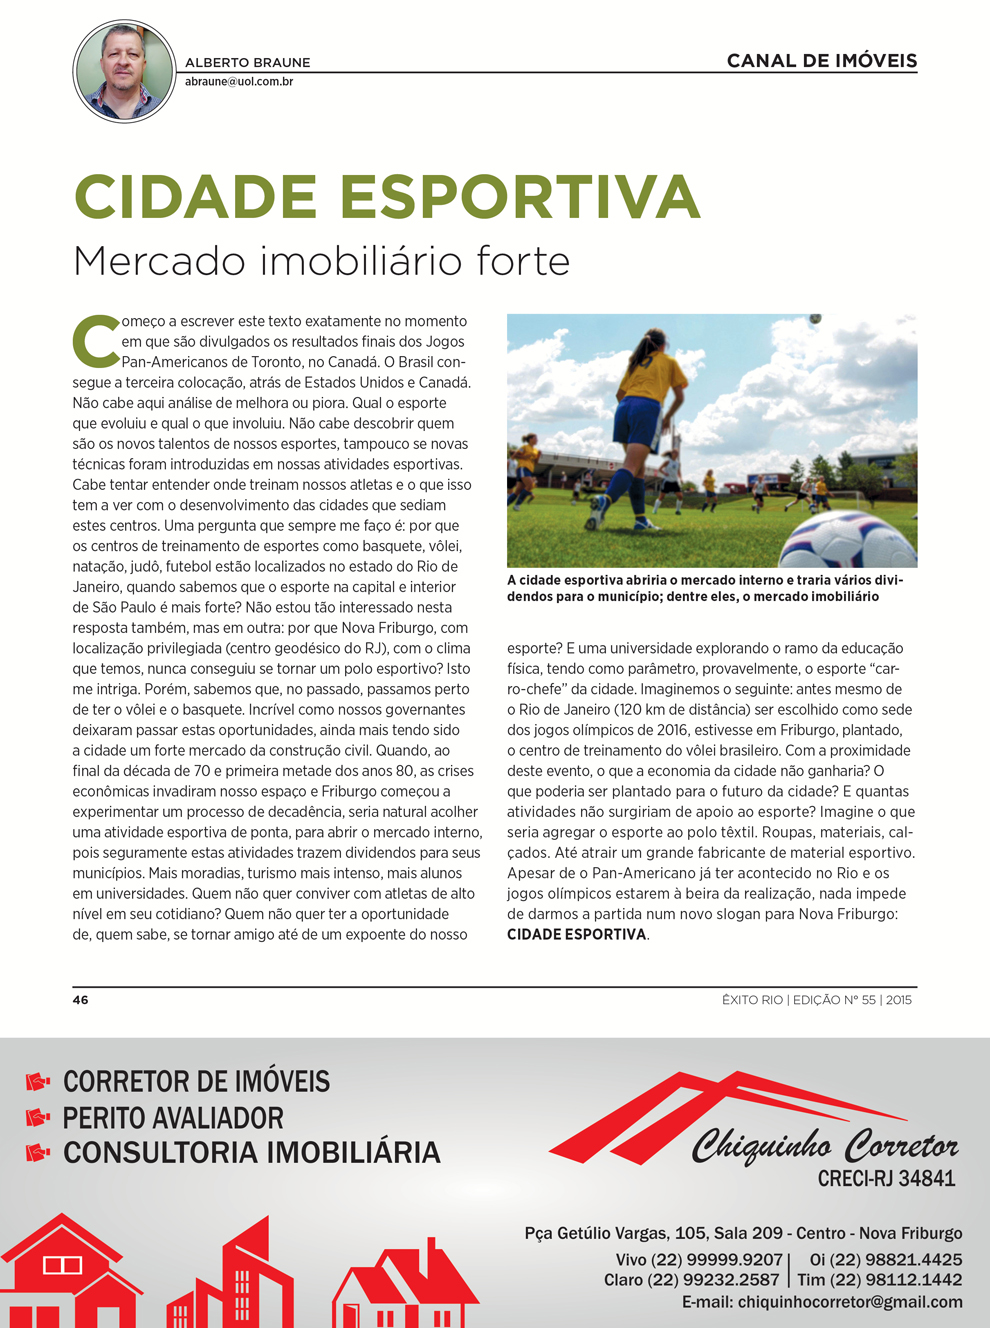 ALBERTO BRAUNE
abraune@uol.com.br
CANAL DE IMÓVEIS
CIDADE ESPORTIVA
Mercado imobiliário forte
Começo a escrever este texto exatamente no momento
em que são divulgados os resultados finais dos Jogos
Pan-Americanos de Toronto, no Canadá. O Brasil con-
segue a terceira colocação, atrás de Estados Unidos e Canadá.
Não cabe aqui análise de melhora ou piora. Qual o esporte
que evoluiu e qual o que involuiu. Não cabe descobrir quem
são os novos talentos de nossos esportes, tampouco se novas
técnicas foram introduzidas em nossas atividades esportivas.
Cabe tentar entender onde treinam nossos atletas e o que isso
tem a ver com o desenvolvimento das cidades que sediam
estes centros. Uma pergunta que sempre me faço é: por que
os centros de treinamento de esportes como basquete, vôlei,
natação, judô, futebol estão localizados no estado do Rio de
Janeiro, quando sabemos que o esporte na capital e interior
de São Paulo é mais forte? Não estou tão interessado nesta
resposta também, mas em outra: por que Nova Friburgo, com
localização privilegiada (centro geodésico do RJ), com o clima
que temos, nunca conseguiu se tornar um polo esportivo? Isto
me intriga. Porém, sabemos que, no passado, passamos perto
de ter o vôlei e o basquete. Incrível como nossos governantes
deixaram passar estas oportunidades, ainda mais tendo sido
a cidade um forte mercado da construção civil. Quando, ao
final da década de 70 e primeira metade dos anos 80, as crises
econômicas invadiram nosso espaço e Friburgo começou a
experimentar um processo de decadência, seria natural acolher
uma atividade esportiva de ponta, para abrir o mercado interno,
pois seguramente estas atividades trazem dividendos para seus
municípios. Mais moradias, turismo mais intenso, mais alunos
em universidades. Quem não quer conviver com atletas de alto
nível em seu cotidiano? Quem não quer ter a oportunidade
de, quem sabe, se tornar amigo até de um expoente do nosso
A cidade esportiva abriria o mercado interno e traria vários divi-
dendos para o município; dentre eles, o mercado imobiliário
esporte? E uma universidade explorando o ramo da educação
física, tendo como parâmetro, provavelmente, o esporte “car-
ro-chefe” da cidade. Imaginemos o seguinte: antes mesmo de
o Rio de Janeiro (120 km de distância) ser escolhido como sede
dos jogos olímpicos de 2016, estivesse em Friburgo, plantado,
o centro de treinamento do vôlei brasileiro. Com a proximidade
deste evento, o que a economia da cidade não ganharia? O
que poderia ser plantado para o futuro da cidade? E quantas
atividades não surgiriam de apoio ao esporte? Imagine o que
seria agregar o esporte ao polo têxtil. Roupas, materiais, cal-
çados. Até atrair um grande fabricante de material esportivo.
Apesar de o Pan-Americano já ter acontecido no Rio e os
jogos olímpicos estarem à beira da realização, nada impede
de darmos a partida num novo slogan para Nova Friburgo:
CIDADE ESPORTIVA.
46
ÊXITO RIO | EDIÇÃO Nº 55 | 2015
CORRETOR DE IMÓVEIS
PERITO AVALIADOR
CONSULTORIA IMOBILIÁRIA
Chiquinho Corretor
CRECI-RJ 34841
Pça Getúlio Vargas, 105, Sala 209 - Centro - Nova Friburgo
Vivo (22) 99999.9207 | Oi (22) 98821.4425
Claro (22) 99232.2587 | Tim (22) 98112.1442
E-mail: chiquinhocorretor@gmail.com